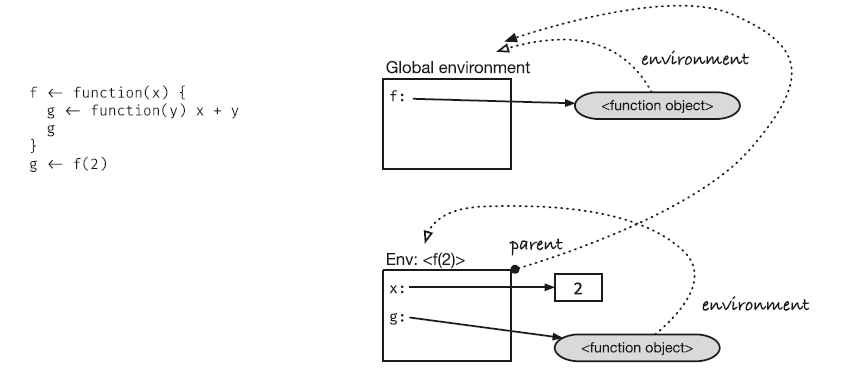 f ← function(x) {
  g ← function(y) x + y
  g
}
g ← f(2)
environment
Global environment
f:
<function object>
parent
Env: <f(2)>
x:
2
g:
environment
<function object>